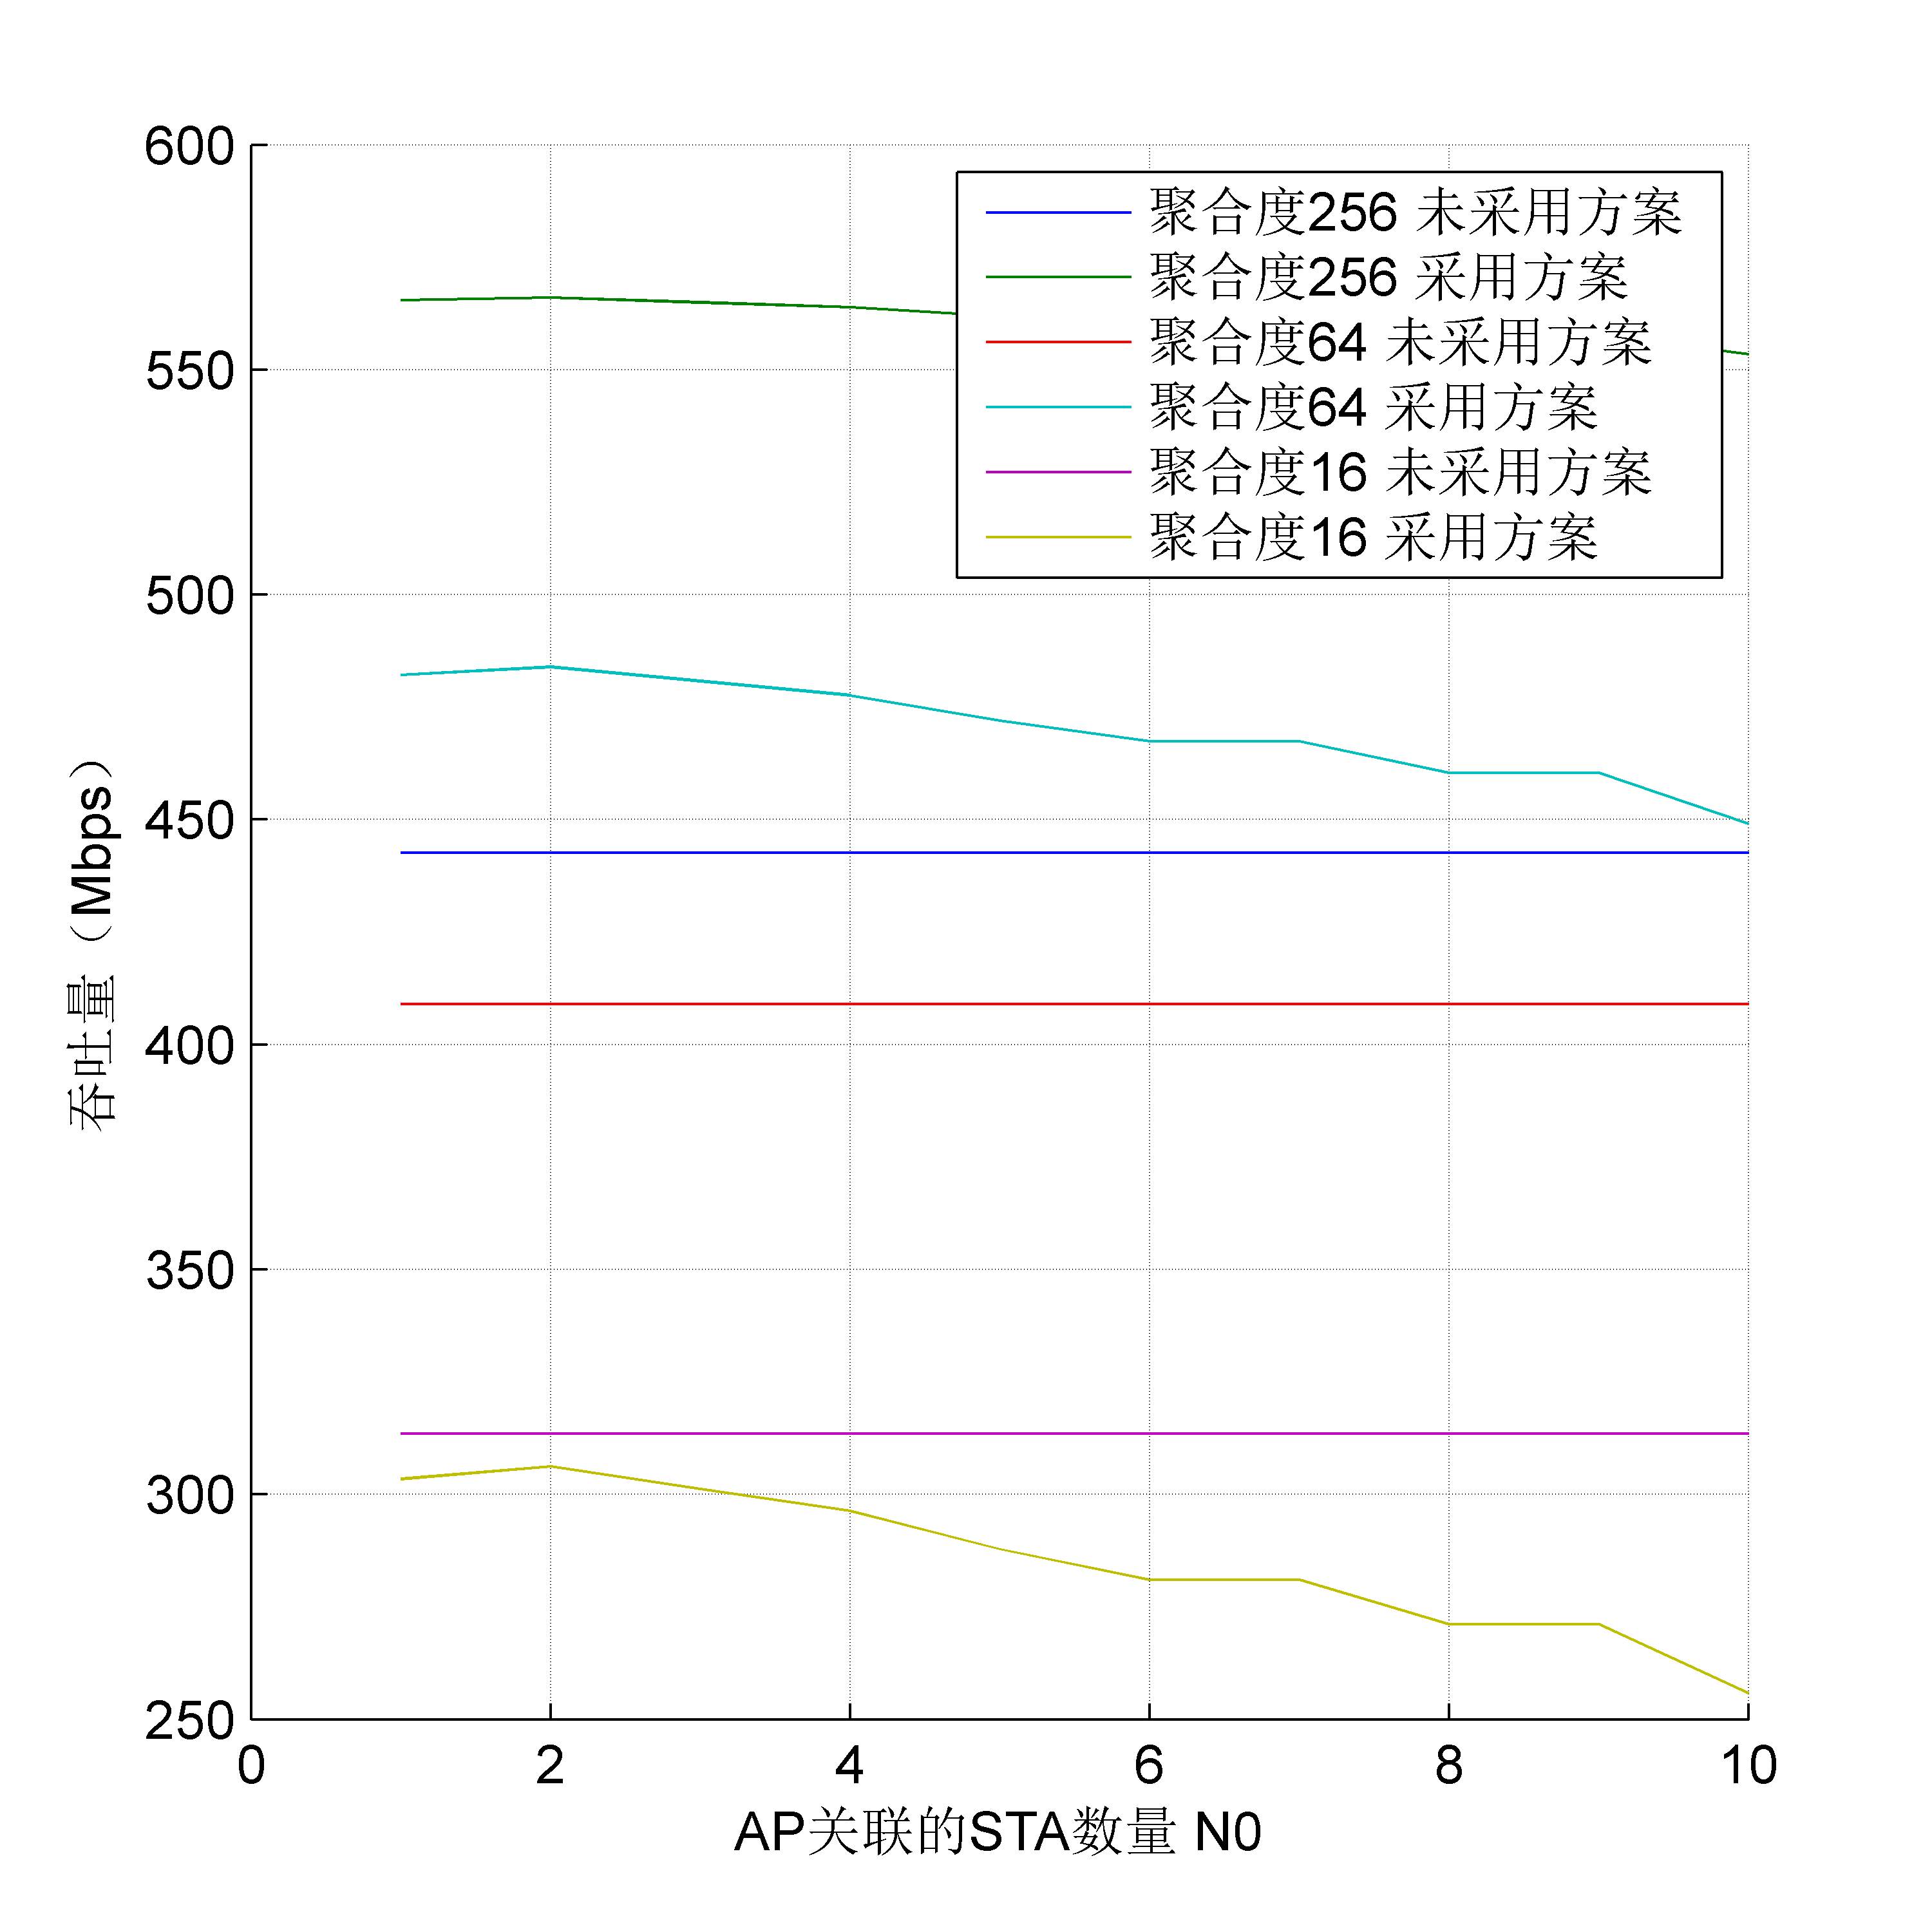 600
550
500
450
400
350
300
250
吞吐量（Mbps）
聚合度256 未采用方案
聚合度256 采用方案
聚合度64 未采用方案
聚合度64 采用方案
聚合度16 未采用方案
聚合度16 采用方案
0 2 4 6 8 10
AP关联的STA数量 N0